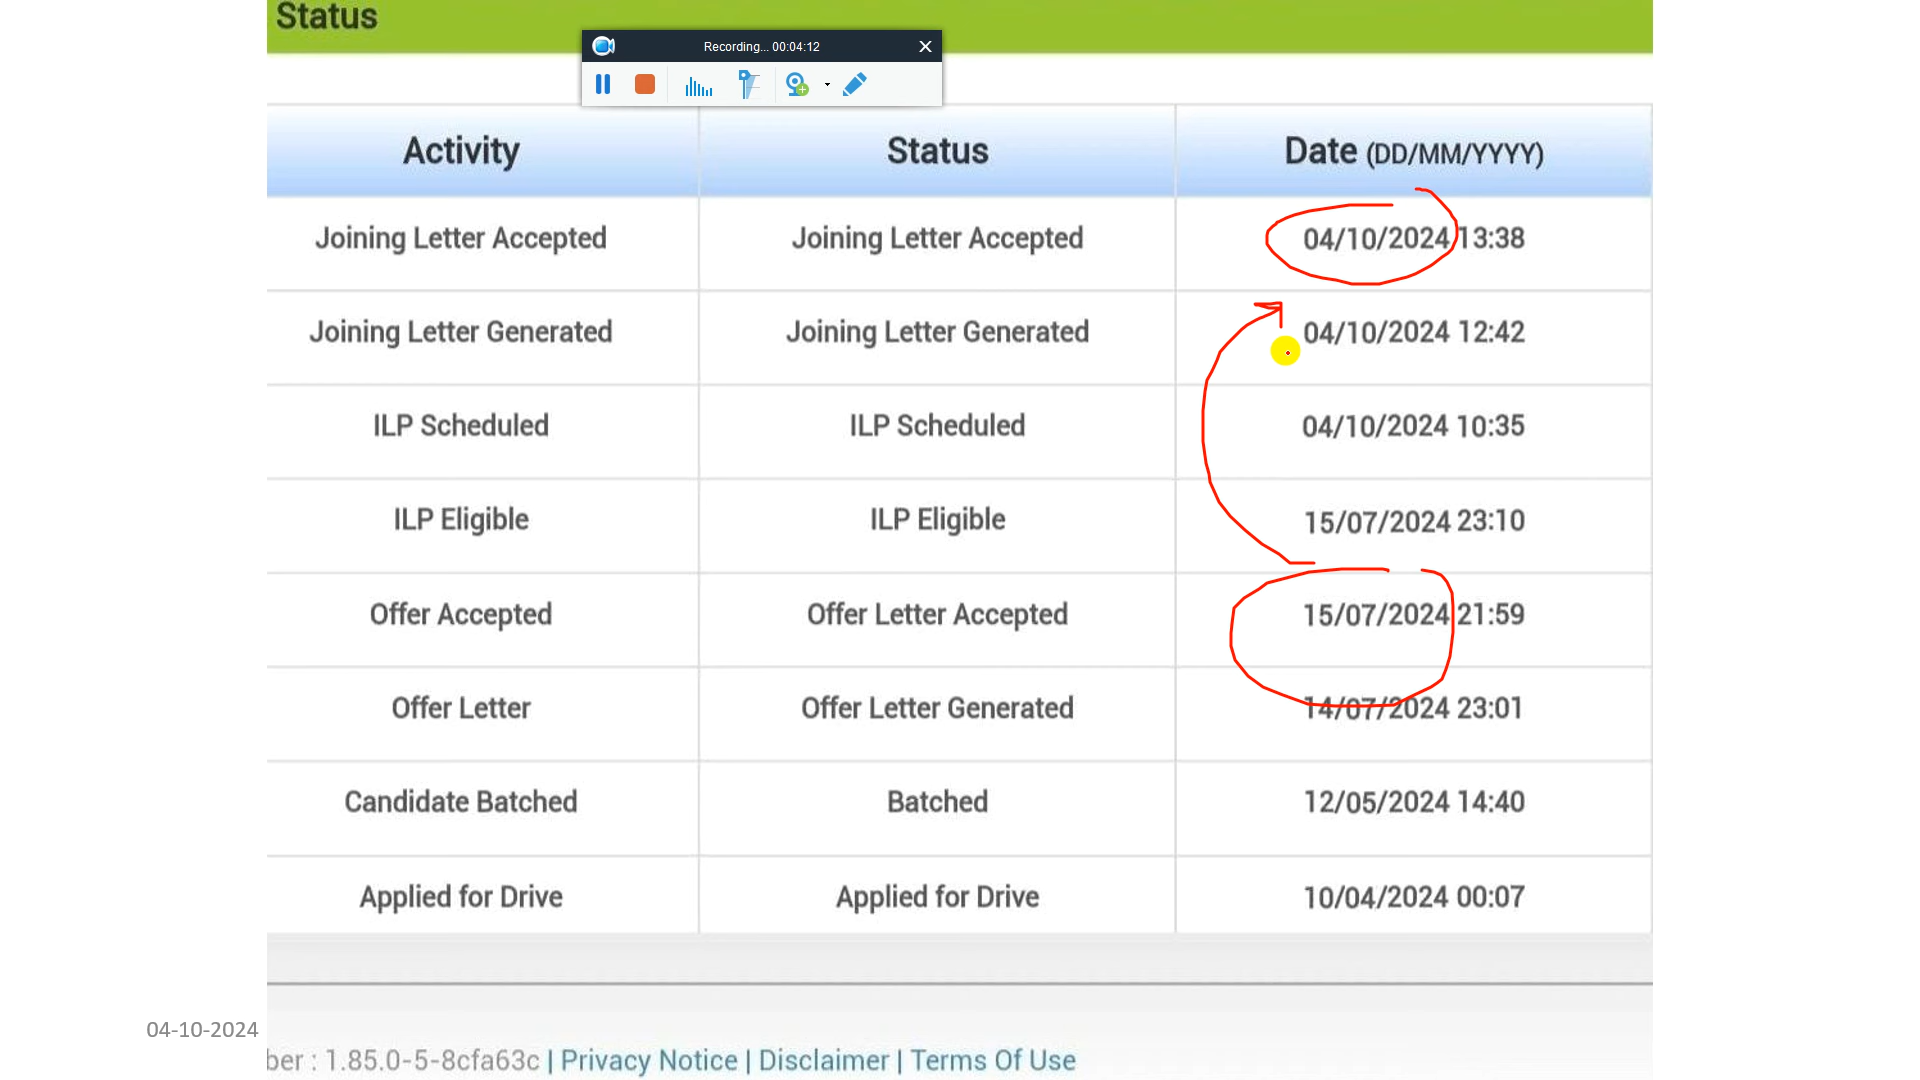 Status
Recording... 00:04:12
Activity Status Date (DD/MM/YYYY)
Joining Letter Accepted Joining Letter Accepted 04/10/2024 13:38
Joining Letter Generated Joining Letter Generated 04/10/2024 12:42
ILP Scheduled ILP Scheduled 04/10/2024 10:35
ILP Eligible ILP Eligible 15/07/2024 23:10
Offer Accepted Offer Letter Accepted 15/07/2024 21:59
Offer Letter Offer Letter Generated 14/07/2024 23:01
Candidate Batched Batched 12/05/2024 14:40
Applied for Drive Applied for Drive 10/04/2024 00:07
04-10-2024
ber : 1.85.0-5-8cfa63c | Privacy Notice | Disclaimer | Terms Of Use